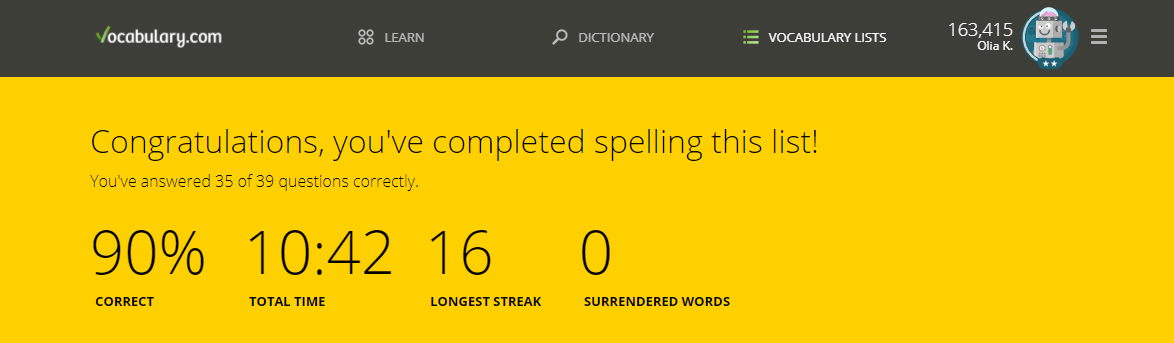 Vocabulary.com LEARN DICTIONARY VOCABULARY LISTS 163,415
Olia K.
Congratulations, you've completed spelling this list!
You've answered 35 of 39 questions correctly.
90% 10:42 16 0
CORRECT TOTAL TIME LONGEST STREAK SURRENDERED WORDS